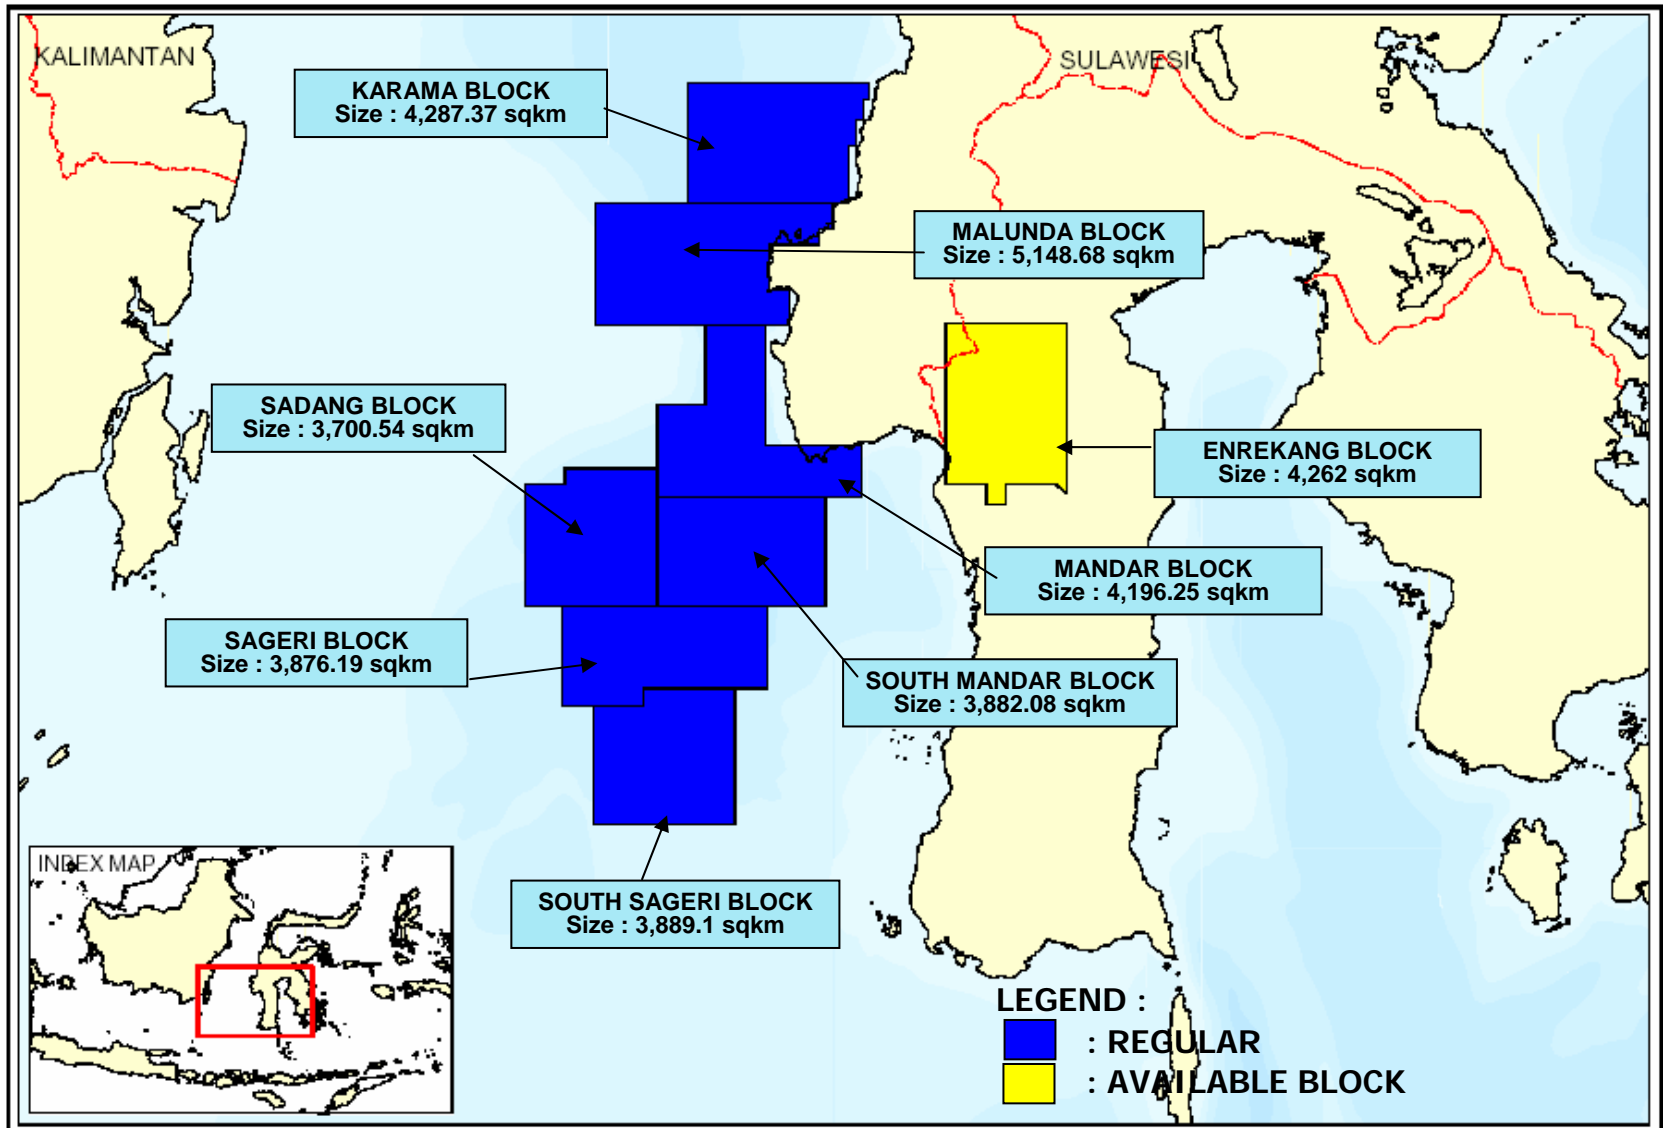 KALIMANTAN
SULAWESI
KARAMA BLOCK
Size : 4,287.37 sqkm
MALUNDA BLOCK
Size : 5,148.68 sqkm
SADANG BLOCK
Size : 3,700.54 sqkm
ENREKANG BLOCK
Size : 4,262 sqkm
MANDAR BLOCK
Size : 4,196.25 sqkm
SAGERI BLOCK
Size : 3,876.19 sqkm
SOUTH MANDAR BLOCK
Size : 3,882.08 sqkm
SOUTH SAGERI BLOCK
Size : 3,889.1 sqkm
INDEX MAP
LEGEND :
: REGULAR
: AVAILABLE BLOCK